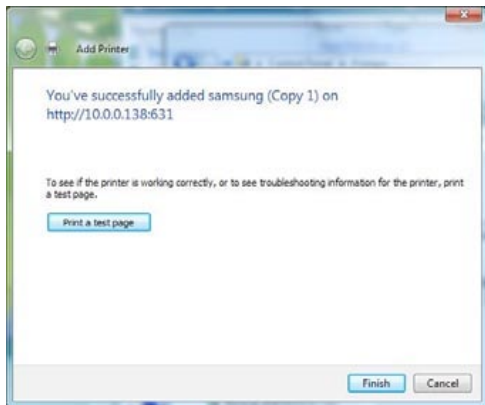 Add Printer
You've successfully added samsung (Copy 1) on
http://10.0.0.138:631
To see if the printer is working correctly, or to see troubleshooting information for the printer, print
a test page.
Print a test page
Finish Cancel